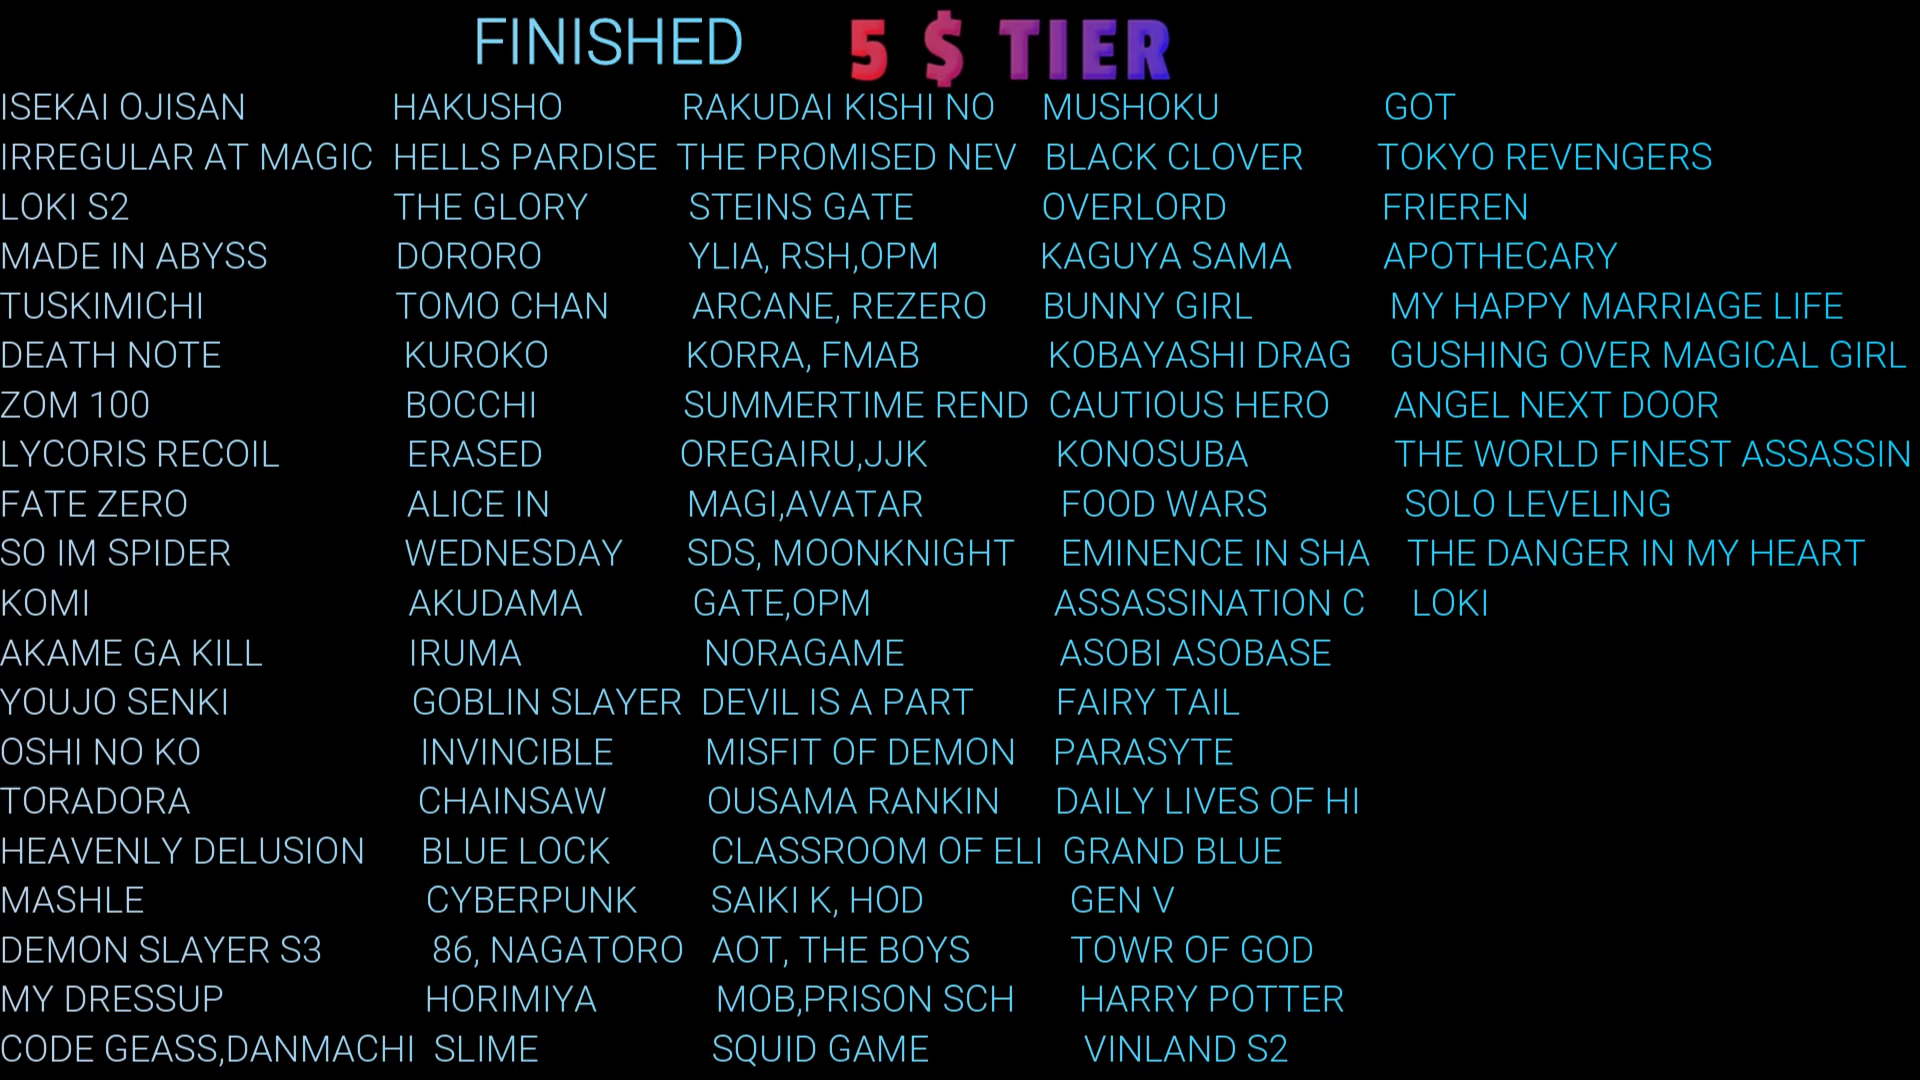 FINISHED 5 $ TIER
ISEKAI OJISAN
IRREGULAR AT MAGIC
LOKI S2
MADE IN ABYSS
TUSKIMICHI
DEATH NOTE
ZOM 100
LYCORIS RECOIL
FATE ZERO
SO IM SPIDER
KOMI
AKAME GA KILL
YOUJO SENKI
OSHI NO KO
TORADORA
HEAVENLY DELUSION
MASHLE
DEMON SLAYER S3
MY DRESSUP
CODE GEASS,DANMACHI
HAKUSHO
HELLS PARDISE
THE GLORY
DORORO
TOMO CHAN
KUROKO
BOCCHI
ERASED
ALICE IN
WEDNESDAY
AKUDAMA
IRUMA
GOBLIN SLAYER
INVINCIBLE
CHAINSAW
BLUE LOCK
CYBERPUNK
86, NAGATORO
HORIMIYA
SLIME
RAKUDAI KISHI NO
THE PROMISED NEV
STEINS GATE
YLIA, RSH,OPM
ARCANE, REZERO
KORRA, FMAB
SUMMERTIME REND
OREGAIRU,JJK
MAGI,AVATAR
SDS, MOONKNIGHT
GATE,OPM
NORAGAME
DEVIL IS A PART
MISFIT OF DEMON
OUSAMA RANKIN
CLASSROOM OF ELI
SAIKI K, HOD
AOT, THE BOYS
MOB,PRISON SCH
SQUID GAME
MUSHOKU
BLACK CLOVER
OVERLORD
KAGUYA SAMA
BUNNY GIRL
KOBAYASHI DRAG
CAUTIOUS HERO
KONOSUBA
FOOD WARS
EMINENCE IN SHA
ASSASSINATION C
ASOBI ASOBASE
FAIRY TAIL
PARASYTE
DAILY LIVES OF HI
GRAND BLUE
GEN V
TOWR OF GOD
HARRY POTTER
VINLAND S2
GOT
TOKYO REVENGERS
FRIEREN
APOTHECARY
MY HAPPY MARRIAGE LIFE
GUSHING OVER MAGICAL GIRL
ANGEL NEXT DOOR
THE WORLD FINEST ASSASSIN
SOLO LEVELING
THE DANGER IN MY HEART
LOKI